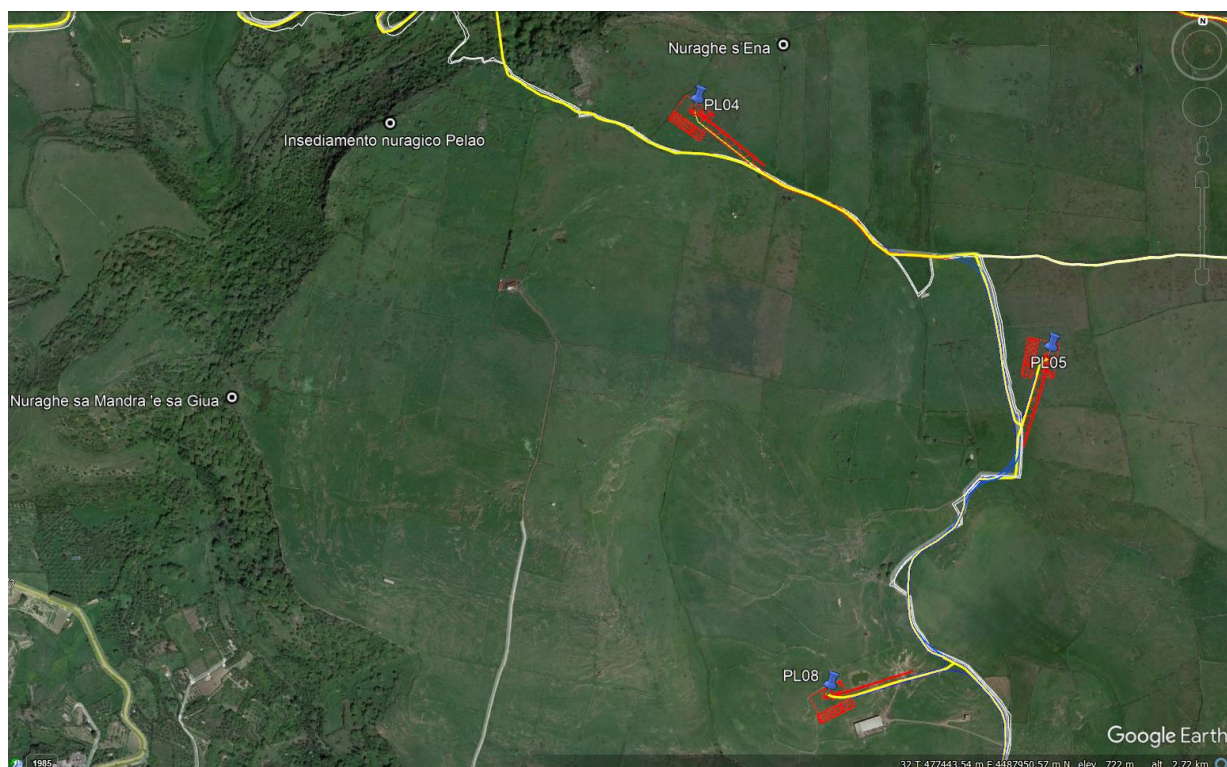 N
Nuraghe s'Ena
PL04
Insediamento nuragico Pelao
PL05
Nuraghe sa Mandra 'e sa Giua
PL08
Google Earth
1985
32 T 477443.54 m E 4487950.57 m N elev 722 m alt 2.72 km